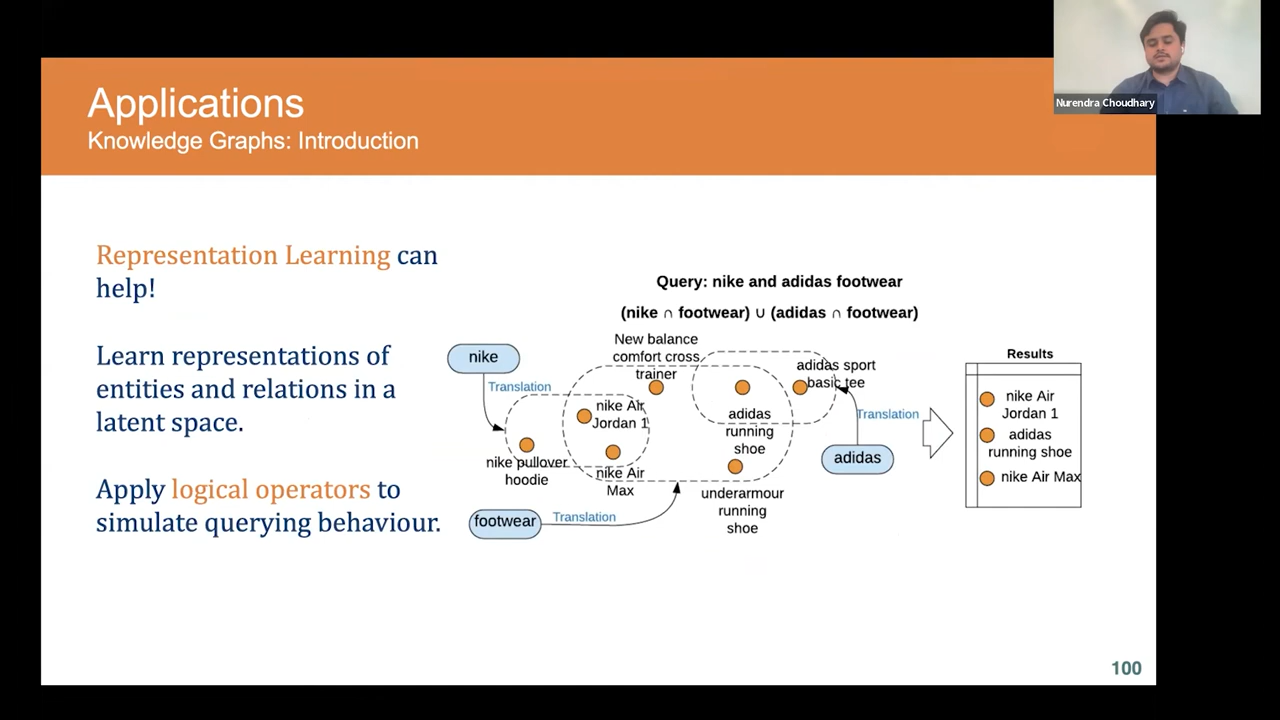 Nurendra Choudhary
Applications
Knowledge Graphs: Introduction
Representation Learning can
help!
Learn representations of
entities and relations in a
latent space.
Apply logical operators to
simulate querying behaviour.
Query: nike and adidas footwear
(nike ∩ footwear) ∪ (adidas ∩ footwear)
nike
Translation
New balance
comfort cross
trainer
adidas sport
basic tee
nike Air
Jordan 1
adidas
running
shoe
Translation
nike pullover
hoodie
nike Air
Max
adidas
underarmour
running
shoe
footwear
Translation
Results
nike Air
Jordan 1
adidas
running shoe
nike Air Max
100